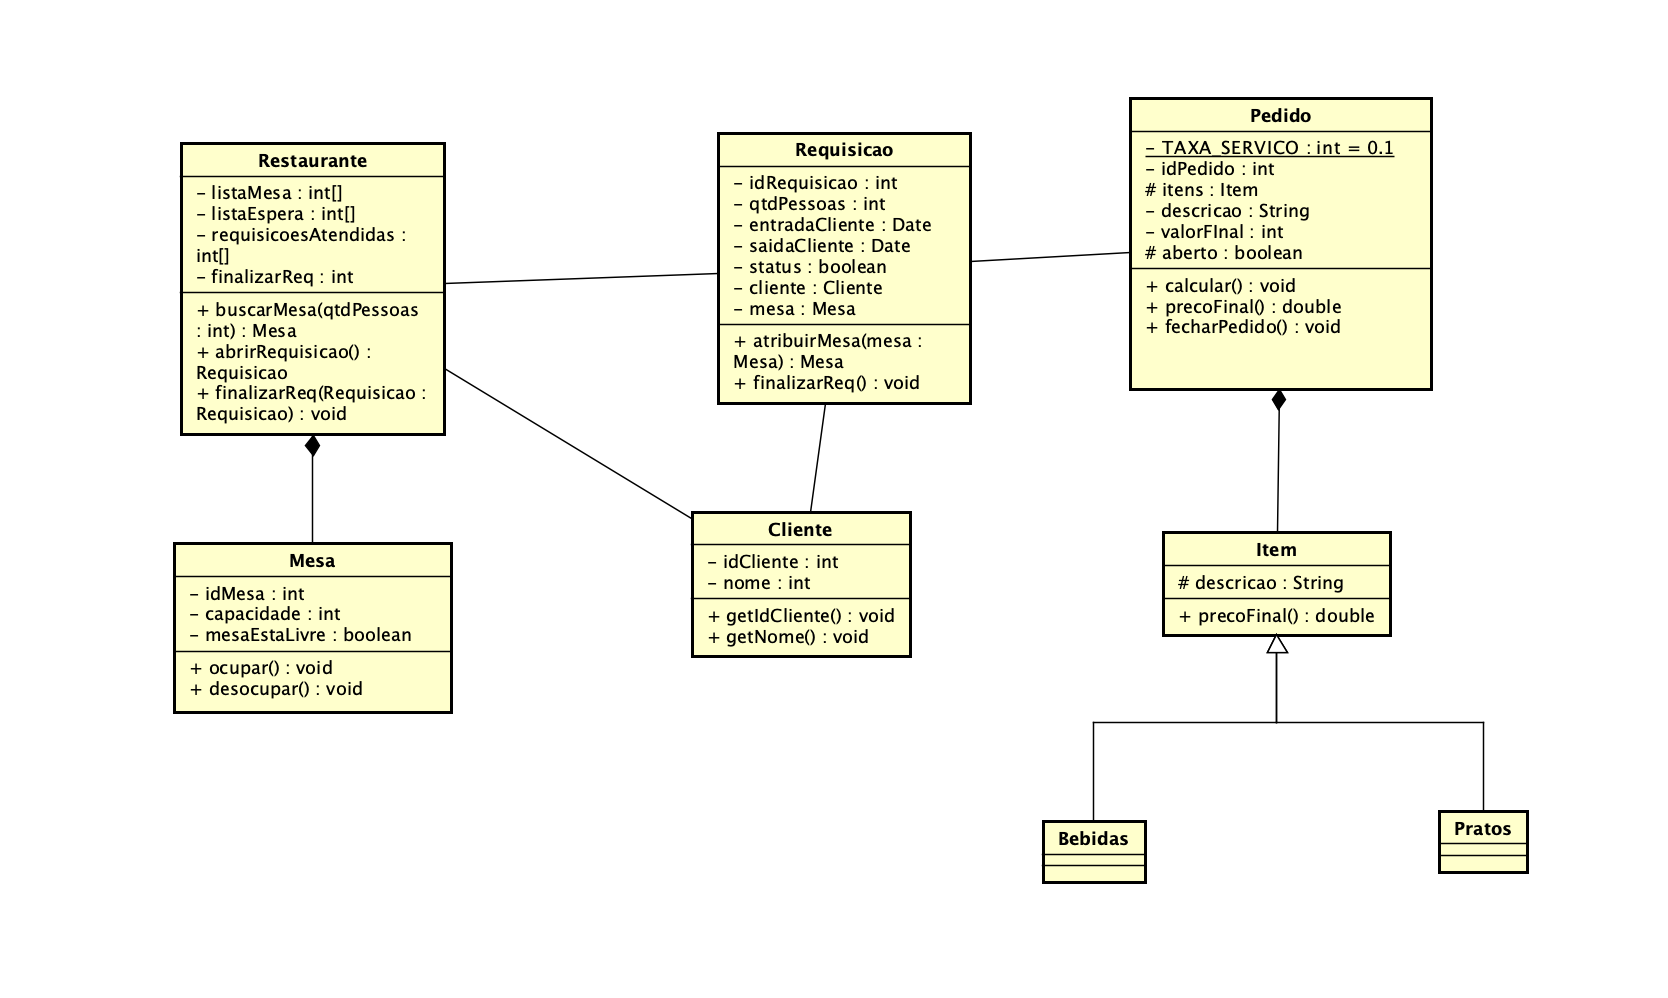 Restaurante
- listaMesa : int[]
- listaEspera : int[]
- requisicoesAtendidas :
int[]
- finalizarReq : int
+ buscarMesa(qtdPessoas
: int) : Mesa
+ abrirRequisicao() :
Requisicao
+ finalizarReq(Requisicao :
Requisicao) : void
Requisicao
- idRequisicao : int
- qtdPessoas : int
- entradaCliente : Date
- saidaCliente : Date
- status : boolean
- cliente : Cliente
- mesa : Mesa
+ atribuirMesa(mesa :
Mesa) : Mesa
+ finalizarReq() : void
Pedido
- TAXA_SERVICO : int = 0.1
- idPedido : int
# itens : Item
- descricao : String
- valorFInal : int
# aberto : boolean
+ calcular() : void
+ precoFinal() : double
+ fecharPedido() : void
Mesa
- idMesa : int
- capacidade : int
- mesaEstaLivre : boolean
+ ocupar() : void
+ desocupar() : void
Cliente
- idCliente : int
- nome : int
+ getIdCliente() : void
+ getNome() : void
Item
# descricao : String
+ precoFinal() : double
Bebidas
Pratos